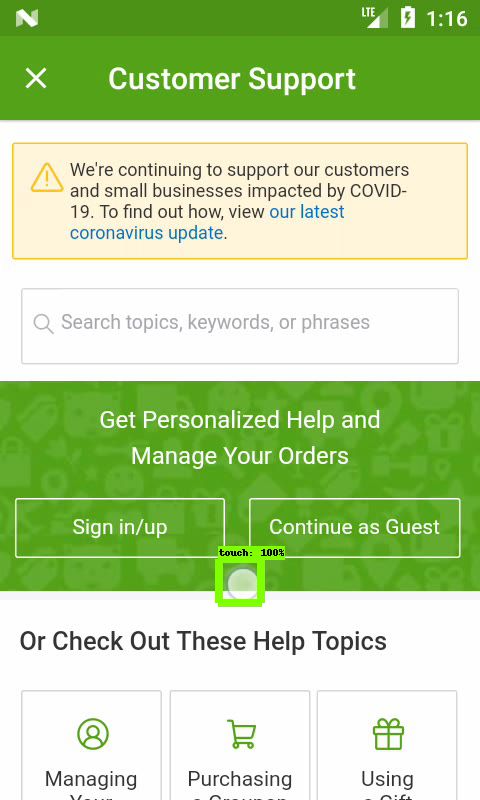 LTE 1:16
Customer Support
We're continuing to support our customers
and small businesses impacted by COVID-
19. To find out how, view our latest
coronavirus update.
Search topics, keywords, or phrases
Get Personalized Help and
Manage Your Orders
Sign in/up
Continue as Guest
touch: 100%
Or Check Out These Help Topics
Managing
Your
Purchasing
a Groupon
Using
a Gift